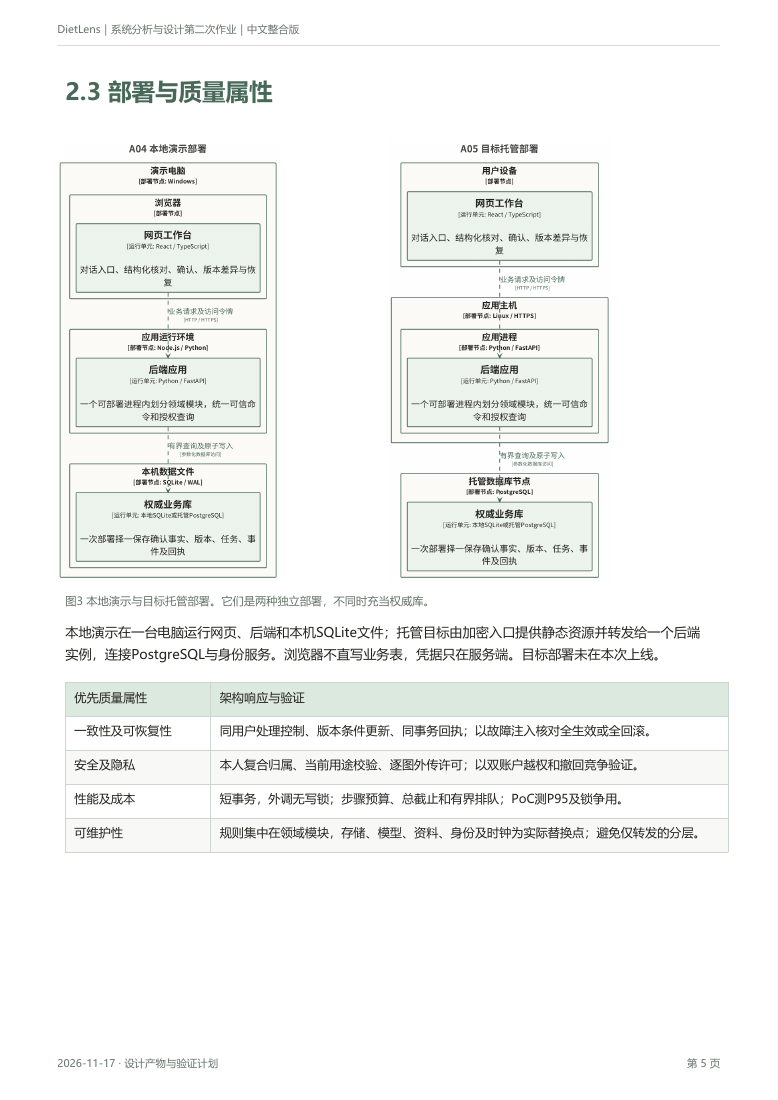 DietLens | 系统分析与设计第二次作业 | 中文整合版
2.3 部署与质量属性
A04 本地演示部署
演示电脑
[部署节点: Windows]
浏览器
[部署节点]
网页工作台
[运行单元: React / TypeScript]
对话入口、结构化核对、确认、版本差异与恢
复
业务请求及访问令牌
[HTTP / HTTPS]
应用运行环境
[部署节点: Node.js / Python]
后端应用
[运行单元: Python / FastAPI]
一个可部署进程内划分领域模块，统一可信命
令和授权查询
有界查询及原子写入
[参数化数据库访问]
本机数据文件
[部署节点: SQLite / WAL]
权威业务库
[运行单元: 本地SQLite或托管PostgreSQL]
一次部署择一保存确认事实、版本、任务、事
件及回执
A05 目标托管部署
用户设备
[部署节点]
网页工作台
[运行单元: React / TypeScript]
对话入口、结构化核对、确认、版本差异与恢
复
业务请求及访问令牌
[HTTP / HTTPS]
应用主机
[部署节点: Linux / HTTPS]
应用进程
[部署节点: Python / FastAPI]
后端应用
[运行单元: Python / FastAPI]
一个可部署进程内划分领域模块，统一可信命
令和授权查询
有界查询及原子写入
[参数化数据库访问]
托管数据库节点
[部署节点: PostgreSQL]
权威业务库
[运行单元: 本地SQLite或托管PostgreSQL]
一次部署择一保存确认事实、版本、任务、事
件及回执
图3 本地演示与目标托管部署。它们是两种独立部署，不同时充当权威库。
本地演示在一台电脑运行网页、后端和本机SQLite文件；托管目标由加密入口提供静态资源并转发给一个后端
实例，连接PostgreSQL与身份服务。浏览器不直写业务表，凭据只在服务端。目标部署未在本次上线。
优先质量属性 架构响应与验证
一致性及可恢复性 同用户处理控制、版本条件更新、同事务回执；以故障注入核对全生效或全回滚。
安全及隐私 本人复合归属、当前用途校验、逐图外传许可；以双账户越权和撤回竞争验证。
性能及成本 短事务，外调无写锁；步骤预算、总截止和有界排队；PoC测P95及锁争用。
可维护性 规则集中在领域模块，存储、模型、资料、身份及时钟为实际替换点；避免仅转发的分层。
2026-11-17 · 设计产物与验证计划
第 5 页